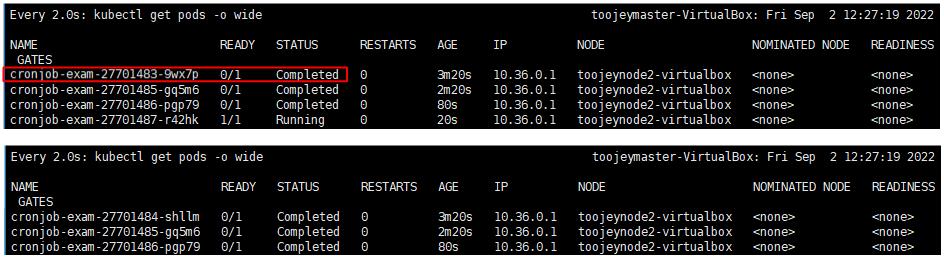 Every 2.0s: kubectl get pods -o wide toojeymaster-VirtualBox: Fri Sep  2 12:27:19 2022
NAME READY STATUS RESTARTS AGE IP NODE NOMINATED NODE READINESS
GATES
cronjob-exam-27701483-9wx7p 0/1 Completed 0 3m20s 10.36.0.1 toojeynode2-virtualbox <none> <none>
cronjob-exam-27701485-gq5m6 0/1 Completed 0 2m20s 10.36.0.1 toojeynode2-virtualbox <none> <none>
cronjob-exam-27701486-pgp79 0/1 Completed 0 80s 10.36.0.1 toojeynode2-virtualbox <none> <none>
cronjob-exam-27701487-r42hk 1/1 Running 0 20s 10.36.0.1 toojeynode2-virtualbox <none> <none>
Every 2.0s: kubectl get pods -o wide toojeymaster-VirtualBox: Fri Sep  2 12:27:19 2022
NAME READY STATUS RESTARTS AGE IP NODE NOMINATED NODE READINESS
GATES
cronjob-exam-27701484-shllm 0/1 Completed 0 3m20s 10.36.0.1 toojeynode2-virtualbox <none> <none>
cronjob-exam-27701485-gq5m6 0/1 Completed 0 2m20s 10.36.0.1 toojeynode2-virtualbox <none> <none>
cronjob-exam-27701486-pgp79 0/1 Completed 0 80s 10.36.0.1 toojeynode2-virtualbox <none> <none>